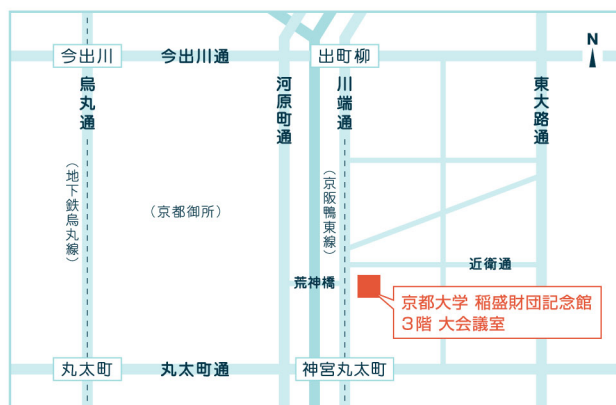 N
今出川
今出川通
出町柳
烏丸通
河原町通
川端通
東大路通
（地下鉄烏丸線）
（京都御所）
（京阪鴨東線）
近衛通
荒神橋
京都大学 稲盛財団記念館
３階 大会議室
丸太町
丸太町通
神宮丸太町